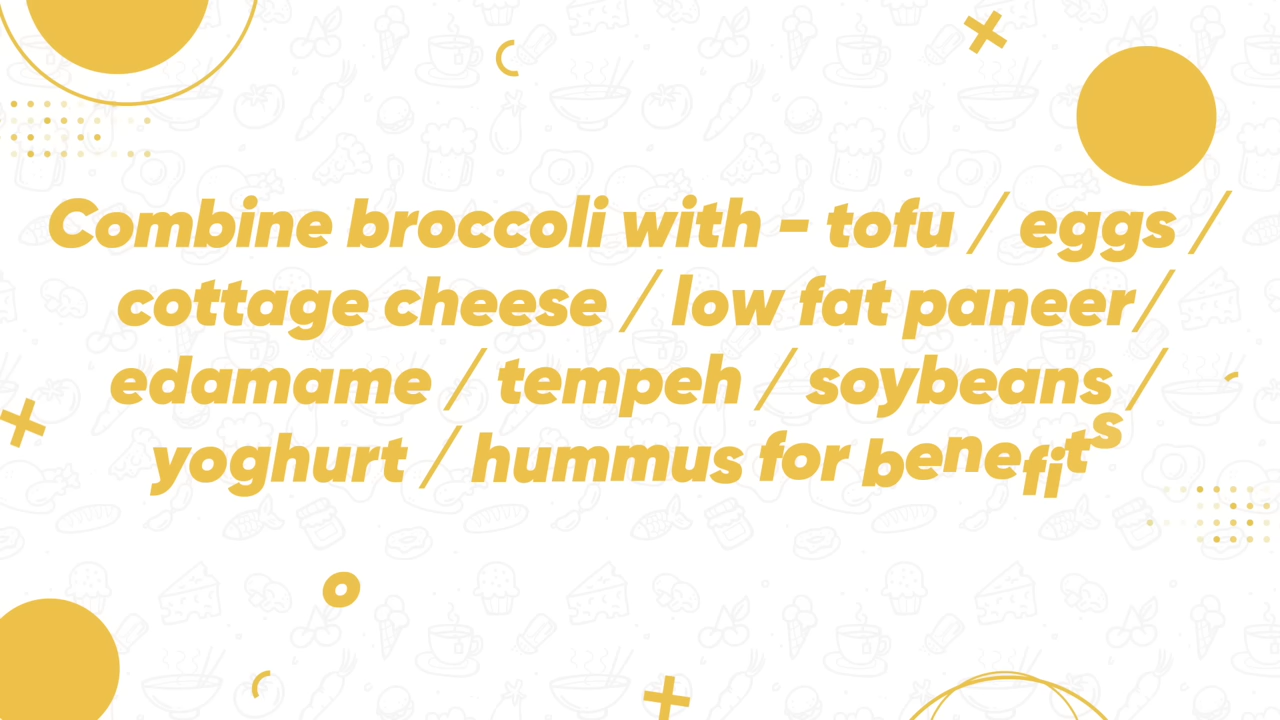 Combine broccoli with - tofu / eggs /
cottage cheese / low fat paneer/
edamame / tempeh / soybeans /
yoghurt / hummus for benefits
o